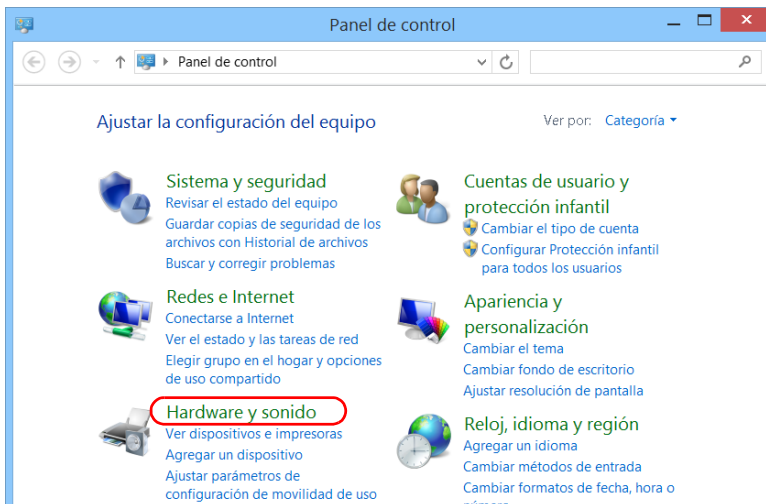 Panel de control
Panel de control
Ajustar la configuración del equipo
Ver por: Categoría
Sistema y seguridad
Revisar el estado del equipo
Guardar copias de seguridad de los
archivos con Historial de archivos
Buscar y corregir problemas
Redes e Internet
Conectarse a Internet
Ver el estado y las tareas de red
Elegir grupo en el hogar y opciones
de uso compartido
Hardware y sonido
Ver dispositivos e impresoras
Agregar un dispositivo
Ajustar parámetros de
configuración de movilidad de uso
Cuentas de usuario y
protección infantil
Cambiar el tipo de cuenta
Configurar Protección infantil
para todos los usuarios
Apariencia y
personalización
Cambiar el tema
Cambiar fondo de escritorio
Ajustar resolución de pantalla
Reloj, idioma y región
Agregar un idioma
Cambiar métodos de entrada
Cambiar formatos de fecha, hora o